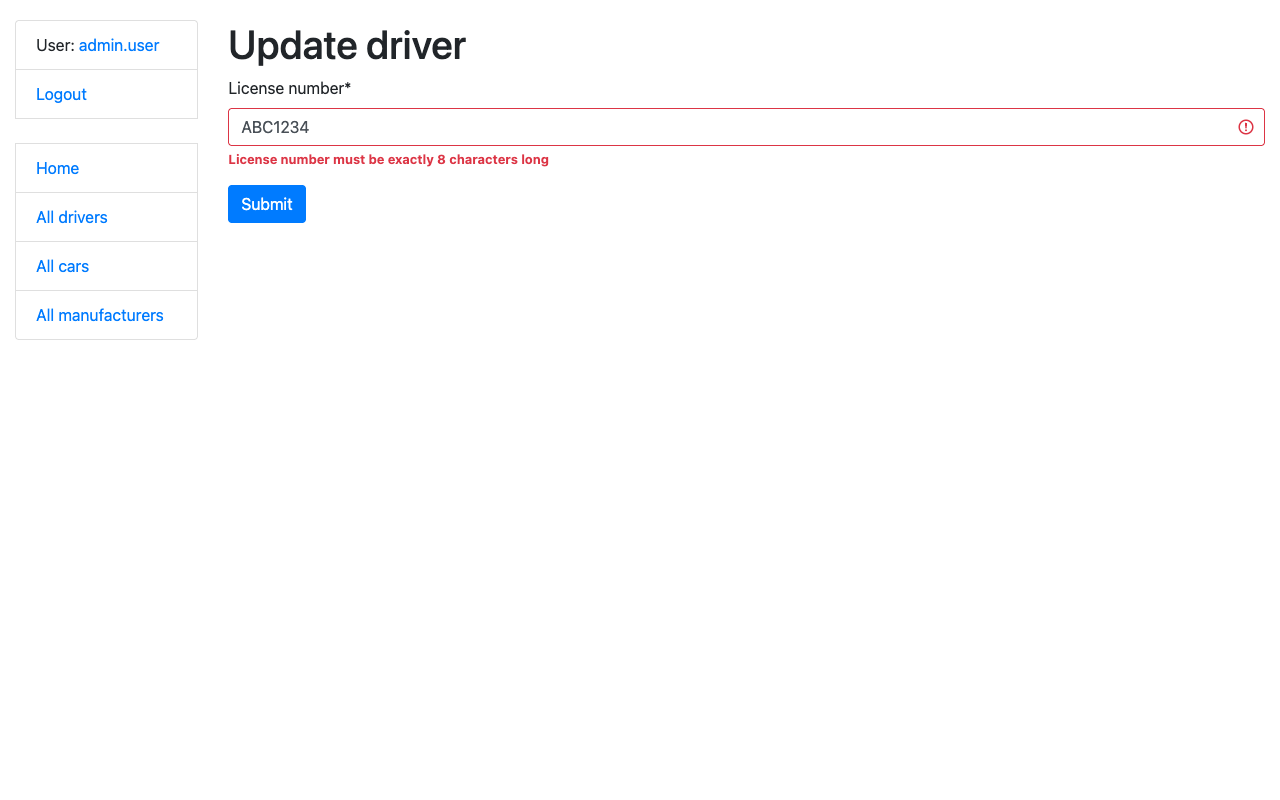 User: admin.user
Logout
Home
All drivers
All cars
All manufacturers
Update driver
License number*
ABC1234
License number must be exactly 8 characters long
Submit